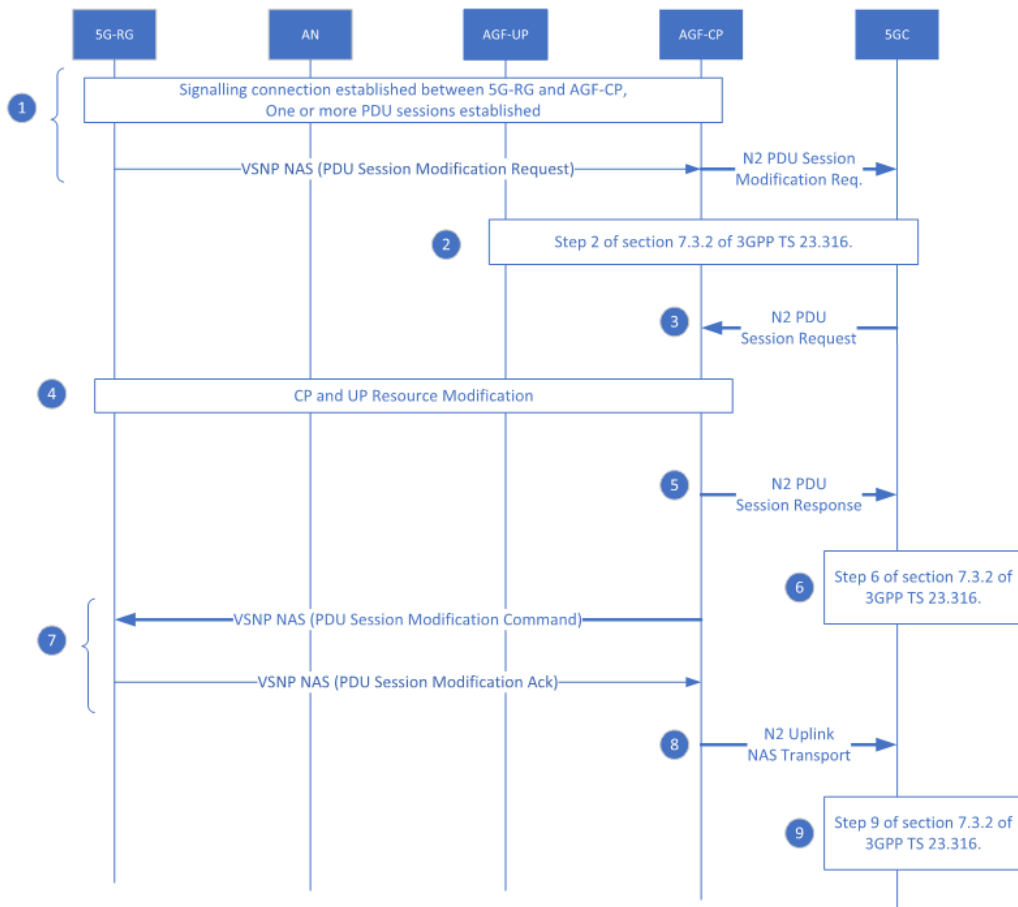 5G-RG
AN
AGF-UP
AGF-CP
5GC
1
Signalling connection established between 5G-RG and AGF-CP,
One or more PDU sessions established
VSNP NAS (PDU Session Modification Request)
N2 PDU Session
Modification Req.
2
Step 2 of section 7.3.2 of 3GPP TS 23.316.
3
N2 PDU
Session Request
4
CP and UP Resource Modification
5
N2 PDU
Session Response
6
Step 6 of section 7.3.2 of
3GPP TS 23.316.
7
VSNP NAS (PDU Session Modification Command)
VSNP NAS (PDU Session Modification Ack)
8
N2 Uplink
NAS Transport
9
Step 9 of section 7.3.2 of
3GPP TS 23.316.